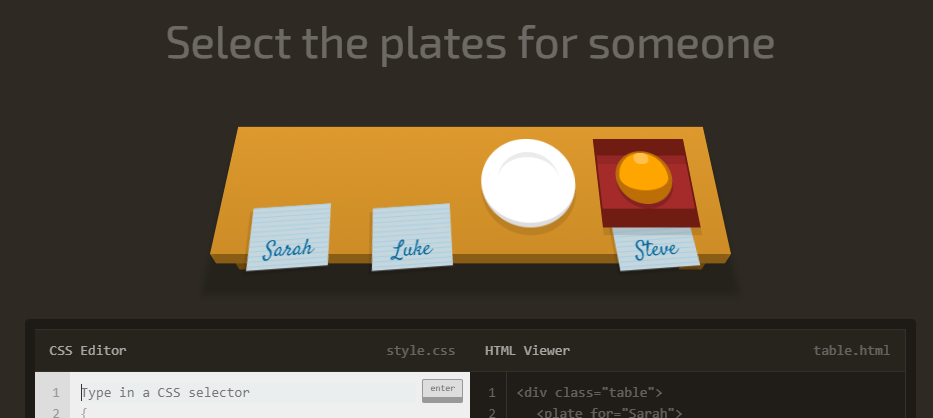 Select the plates for someone
Sarah
Luke
Steve
CSS Editor
style.css
HTML Viewer
table.html
1
Type in a CSS selector
enter
2
{
1
<div class="table">
2
<plate for="Sarah">